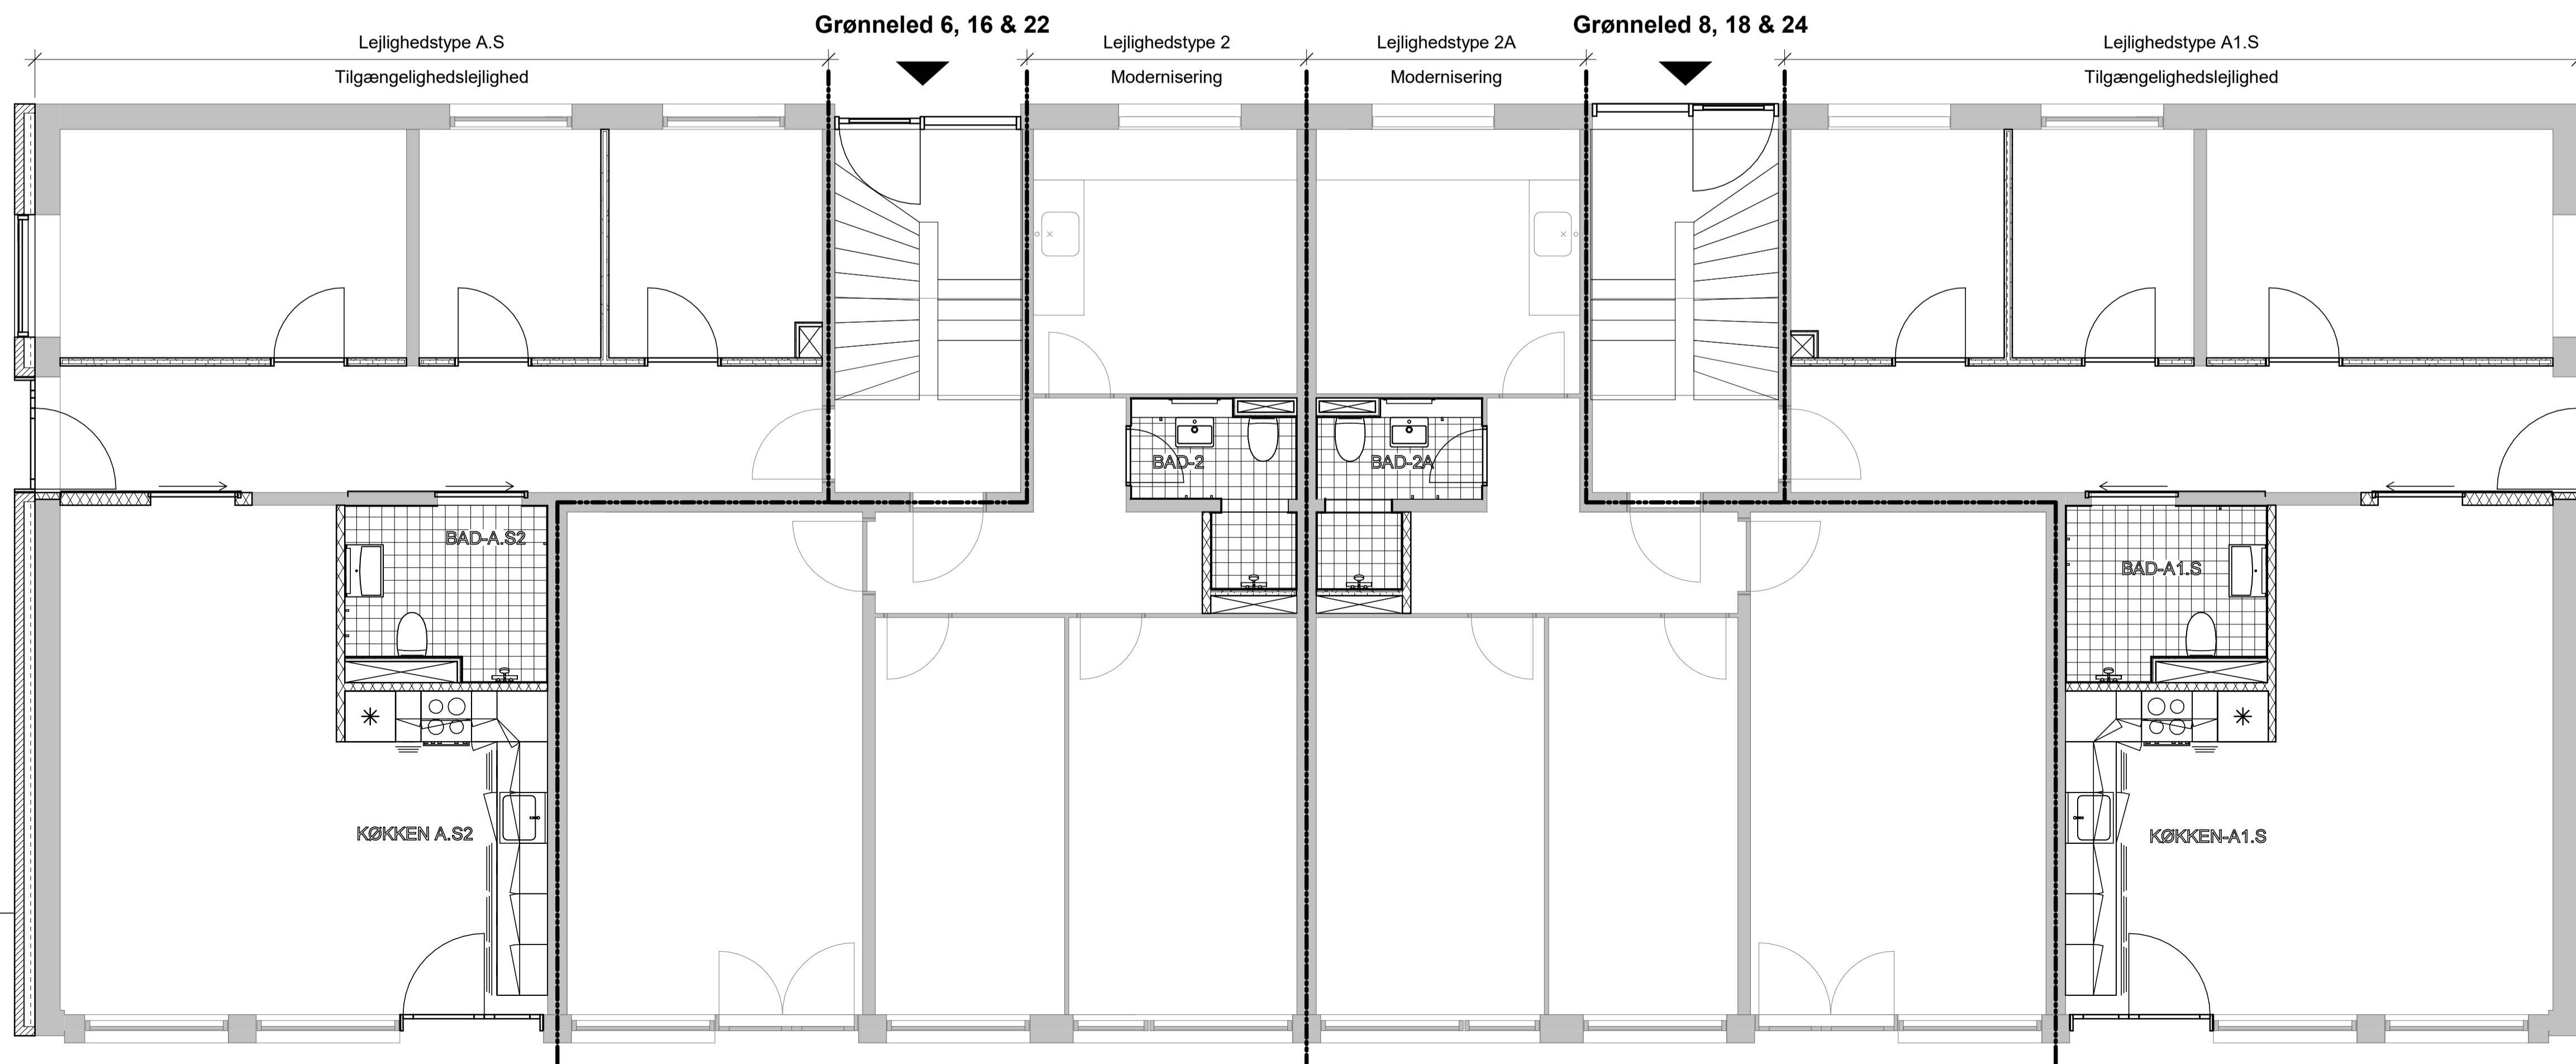 Grønneled 6, 16 & 22
Grønneled 8, 18 & 24
Lejlighedstype A.S
Lejlighedstype 2
Lejlighedstype 2A
Lejlighedstype A1.S
Tilgængelighedslejlighed
Modernisering
Modernisering
Tilgængelighedslejlighed
BAD-2
BAD-2A
BAD-A.S2
BAD-A1.S
KØKKEN A.S2
KØKKEN-A1.S